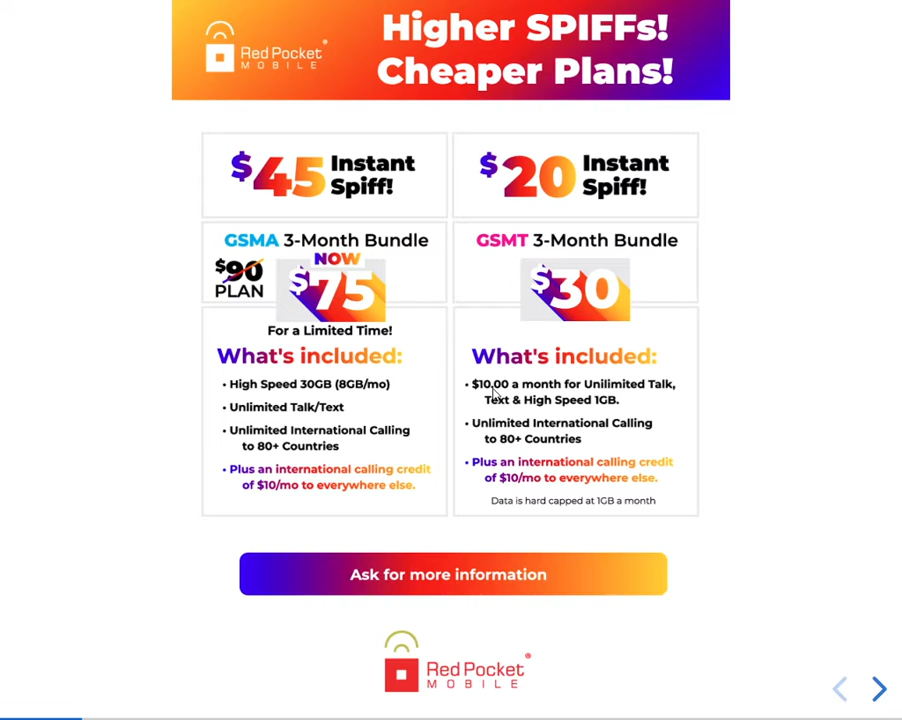 Red Pocket®
MOBILE
Higher SPIFFs!
Cheaper Plans!
$45 Instant
Spiff!
$20 Instant
Spiff!
GSMA 3-Month Bundle
$90
PLAN
NOW
$75
GSMT 3-Month Bundle
$30
For a Limited Time!
What's included:
• High Speed 30GB (8GB/mo)
• Unlimited Talk/Text
• Unlimited International Calling
to 80+ Countries
• Plus an international calling credit
of $10/mo to everywhere else.
What's included:
• $10.00 a month for Unilimited Talk,
Text & High Speed 1GB.
• Unlimited International Calling
to 80+ Countries
• Plus an international calling credit
of $10/mo to everywhere else.
Data is hard capped at 1GB a month
Ask for more information
Red Pocket®
MOBILE